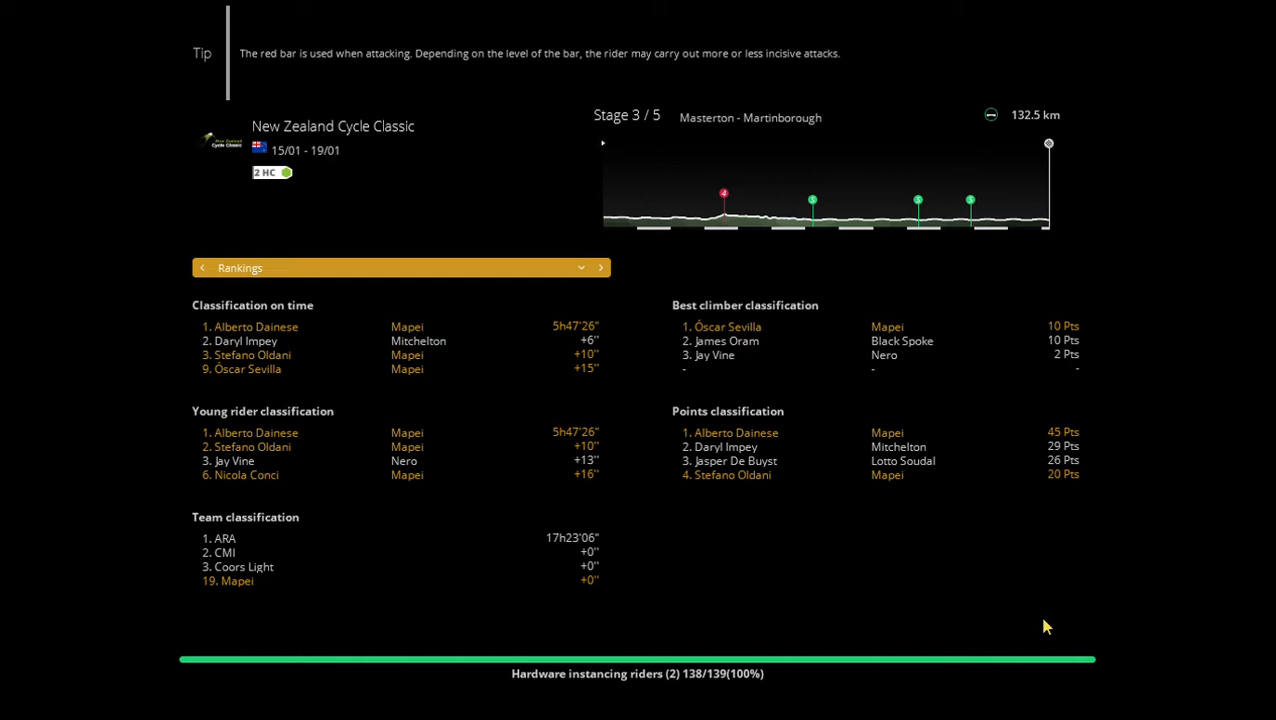 Tip
The red bar is used when attacking. Depending on the level of the bar, the rider may carry out more or less incisive attacks.
New Zealand Cycle Classic
15/01 - 19/01
2 HC
New Zealand
Cycle Classic
Stage 3 / 5 Masterton - Martinborough 132.5 km
4 S S S
Rankings
Classification on time
1. Alberto Dainese Mapei 5h47'26''
2. Daryl Impey Mitchelton +6''
3. Stefano Oldani Mapei +10''
9. Óscar Sevilla Mapei +15''
Best climber classification
1. Óscar Sevilla Mapei 10 Pts
2. James Oram Black Spoke 10 Pts
3. Jay Vine Nero 2 Pts
- - -
Young rider classification
1. Alberto Dainese Mapei 5h47'26''
2. Stefano Oldani Mapei +10''
3. Jay Vine Nero +13''
6. Nicola Conci Mapei +16''
Points classification
1. Alberto Dainese Mapei 45 Pts
2. Daryl Impey Mitchelton 29 Pts
3. Jasper De Buyst Lotto Soudal 26 Pts
4. Stefano Oldani Mapei 20 Pts
Team classification
1. ARA 17h23'06''
2. CMI +0''
3. Coors Light +0''
19. Mapei +0''
Hardware instancing riders (2) 138/139(100%)